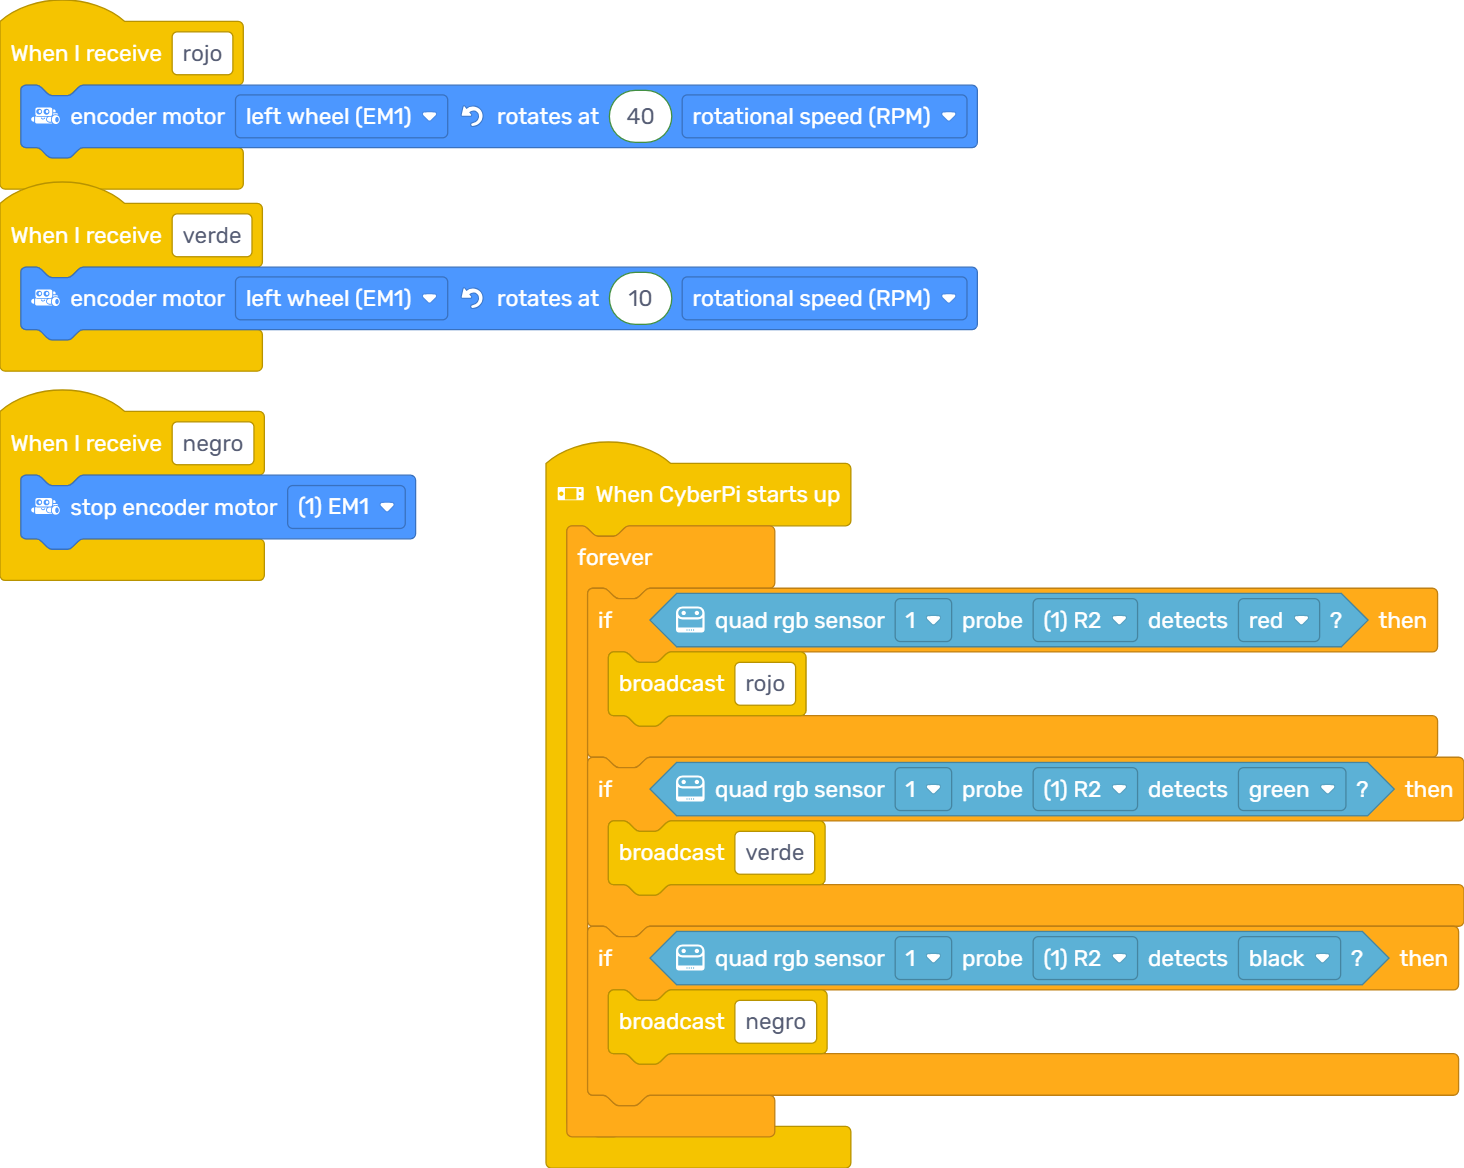 When I receive rojo
encoder motor left wheel (EM1) rotates at 40 rotational speed (RPM)
When I receive verde
encoder motor left wheel (EM1) rotates at 10 rotational speed (RPM)
When I receive negro
stop encoder motor (1) EM1
When CyberPi starts up
forever
if quad rgb sensor 1 probe (1) R2 detects red ? then
broadcast rojo
if quad rgb sensor 1 probe (1) R2 detects green ? then
broadcast verde
if quad rgb sensor 1 probe (1) R2 detects black ? then
broadcast negro